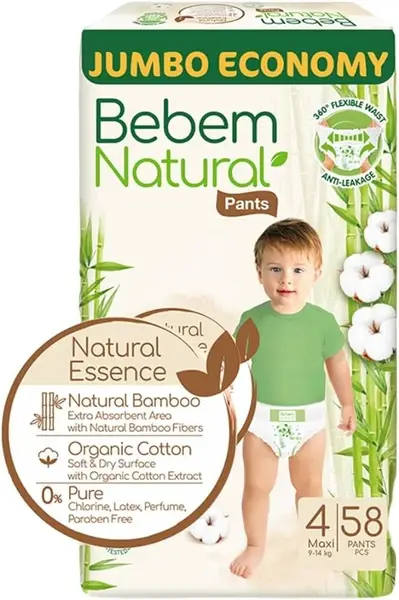 JUMBO ECONOMY
Bebem
Natural
Pants
360° FLEXIBLE WAIST
ANTI-LEAKAGE
Natural
Essence
Natural Bamboo
Extra Absorbent Area
with Natural Bamboo Fibers
Organic Cotton
Soft & Dry Surface
with Organic Cotton Extract
0% Pure
Chlorine, Latex, Perfume,
Paraben Free
Bebem
4 58
Maxi PANTS
9-14 kg PCS